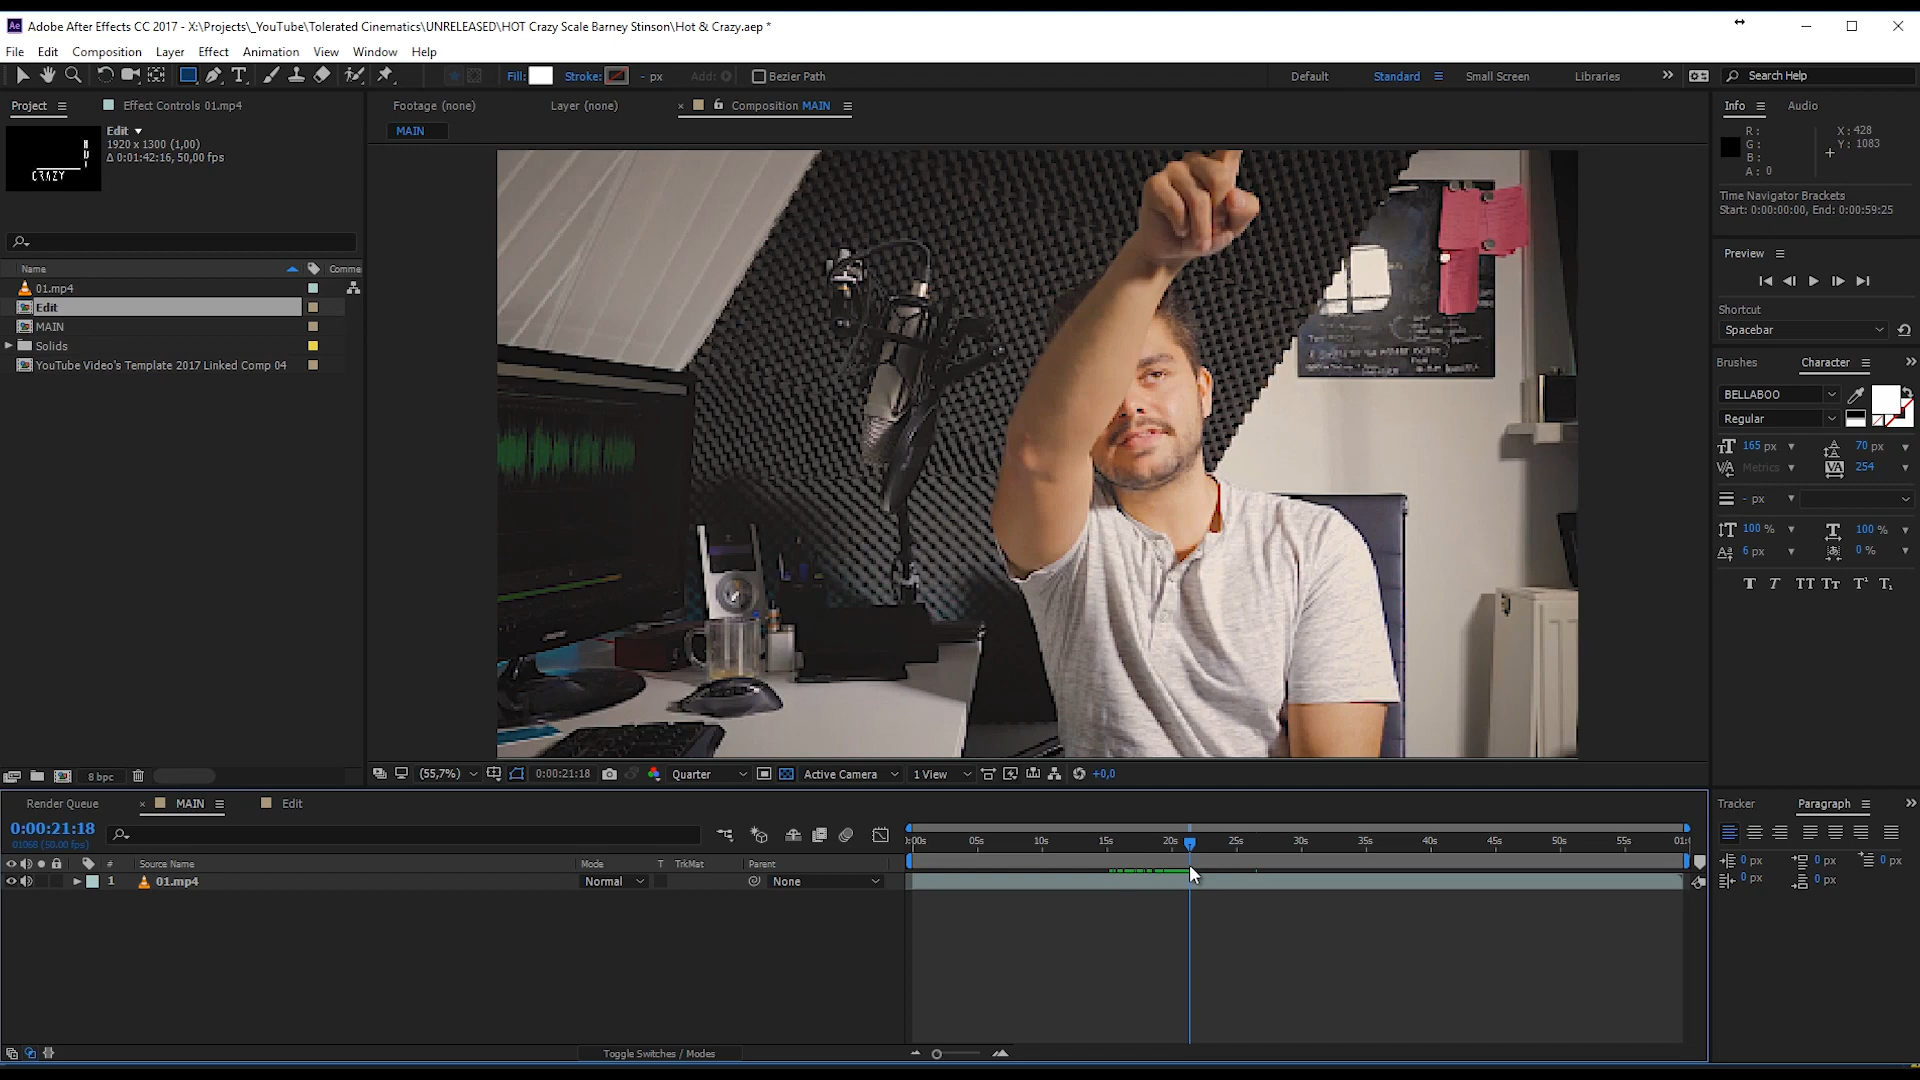 Adobe After Effects CC 2017 - X:\Projects\_YouTube\Tolerated Cinematics\UNRELEASED\HOT Crazy Scale Barney Stinson\Hot & Crazy.aep *
File Edit Composition Layer Effect Animation View Window Help
Fill: Stroke: - px Add: Bezier Path Default Standard Small Screen Libraries Search Help
Project Effect Controls 01.mp4 Footage (none) Layer (none) × Composition MAIN Info Audio
Edit
1920 x 1300 (1,00)
Δ 0:01:42:16, 50,00 fps
CRAZY
MAIN
R: X: 428
G: Y: 1083
B:
A: 0
Time Navigator Brackets
Start: 0:00:00:00, End: 0:00:59:25
Preview
Shortcut
Spacebar
Name Comme
01.mp4
Edit
MAIN
Solids
YouTube Video's Template 2017 Linked Comp 04
Brushes Character
BELLABOO
Regular
165 px 70 px
Metrics 254
- px
100 % 100 %
6 px 0 %
T T TT Tr T¹ T₁
8 bpc
(55,7%) 0:00:21:18 Quarter Active Camera 1 View +0,0
Render Queue × MAIN Edit
0:00:21:18
01068 (50.00 fps)
):00s 05s 10s 15s 20s 25s 30s 35s 40s 45s 50s 55s 01:(
# Source Name Mode T TrkMat Parent
1 01.mp4 Normal None
Toggle Switches / Modes
Tracker Paragraph
0 px 0 px 0 px
0 px 0 px